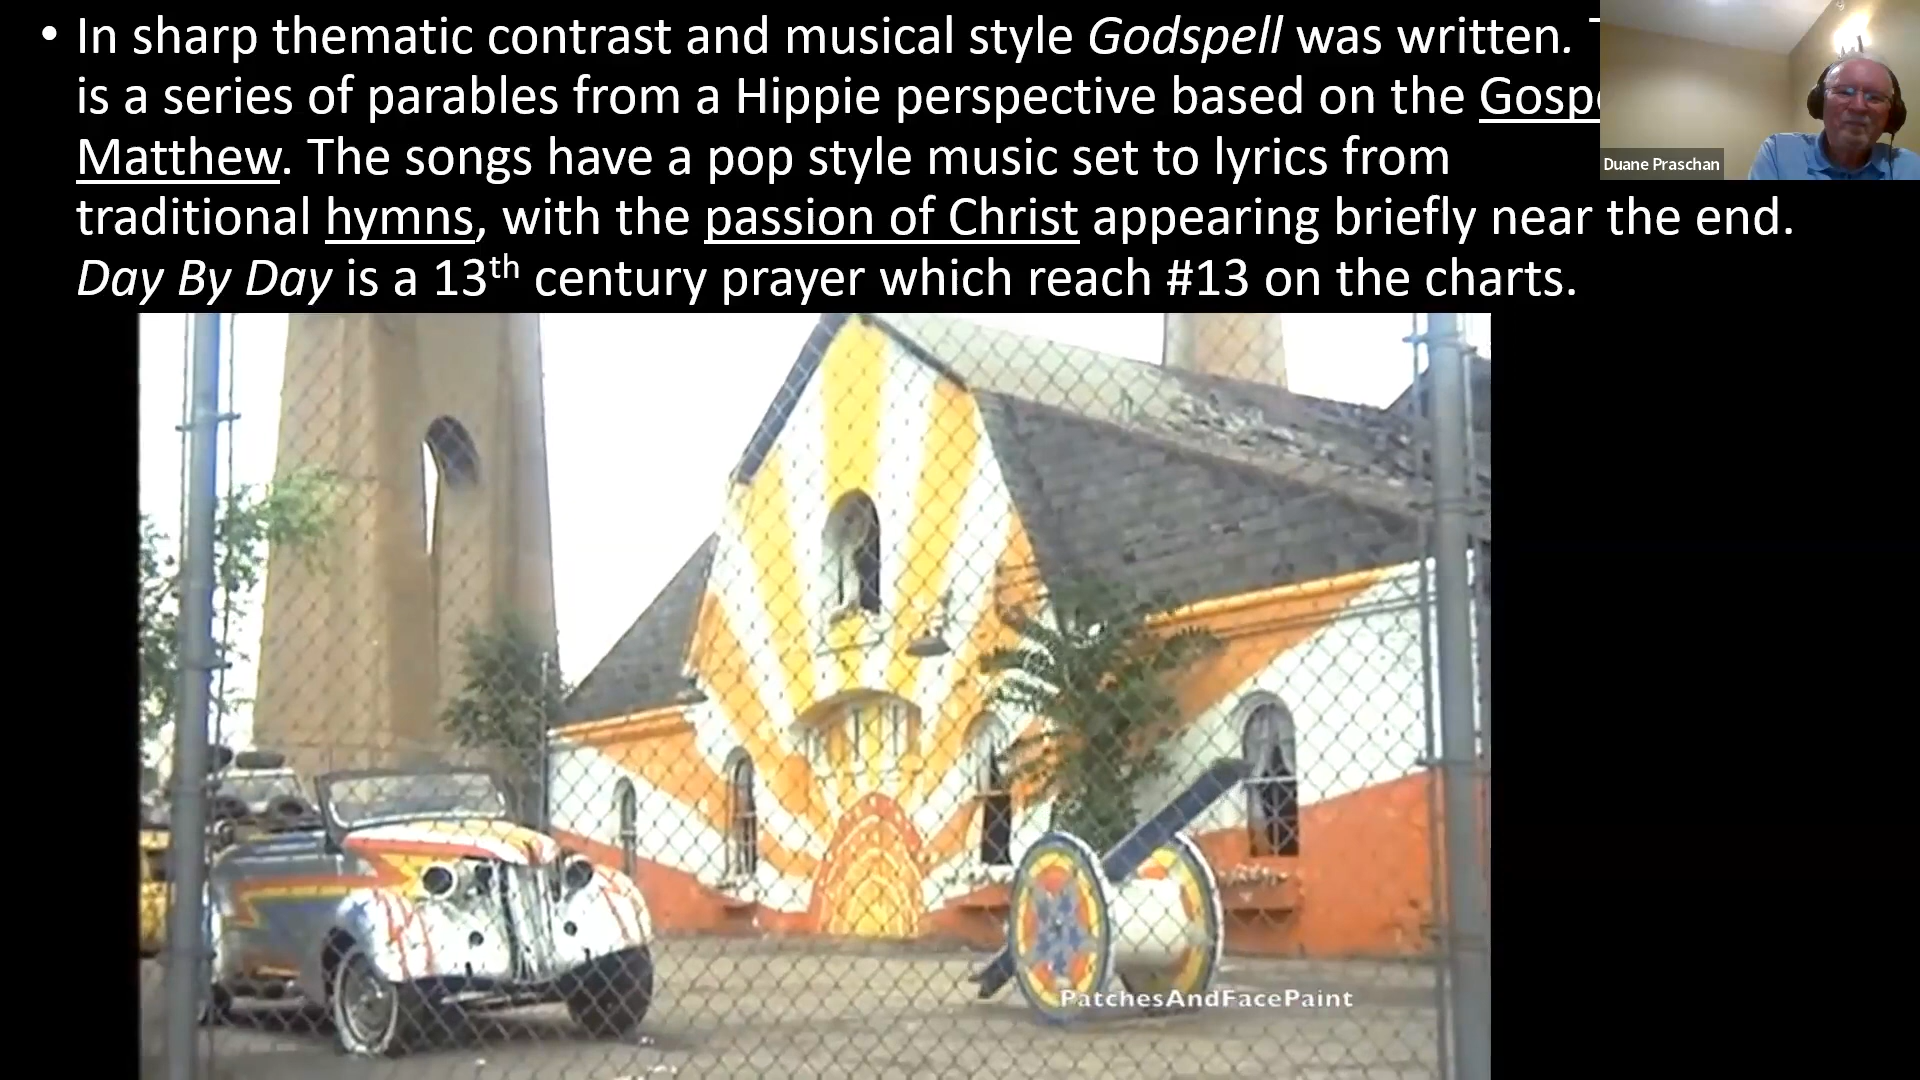 • In sharp thematic contrast and musical style Godspell was written.
is a series of parables from a Hippie perspective based on the
Matthew. The songs have a pop style music set to lyrics from
traditional hymns, with the passion of Christ appearing briefly near the end.
Day By Day is a 13th century prayer which reach #13 on the charts.
Duane Praschan
PatchesAndFacePaint